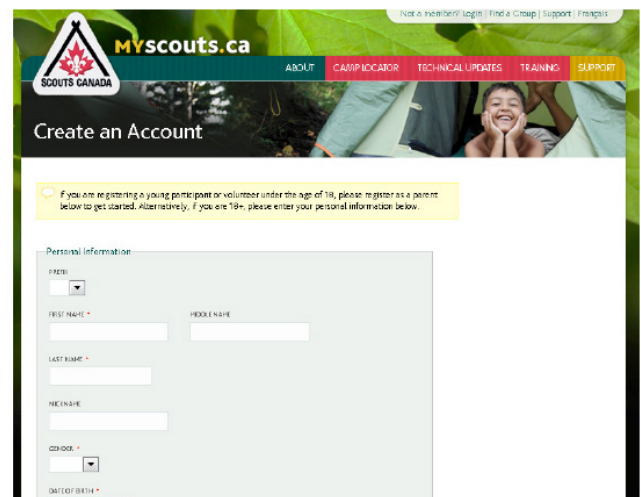 Not a member? Login | Find a Group | Support | Français
MYscouts.ca
ABOUT CAMP LOCATOR TECHNICAL UPDATES TRAINING SUPPORT
SCOUTS CANADA
Create an Account
If you are registering a young participant or volunteer under the age of 18, please register as a parent
below to get started. Alternatively, if you are 18+, please enter your personal information below.
Personal Information
PREFIX
FIRST NAME * MIDDLE NAME
LAST NAME *
NICKNAME
GENDER *
DATE OF BIRTH *